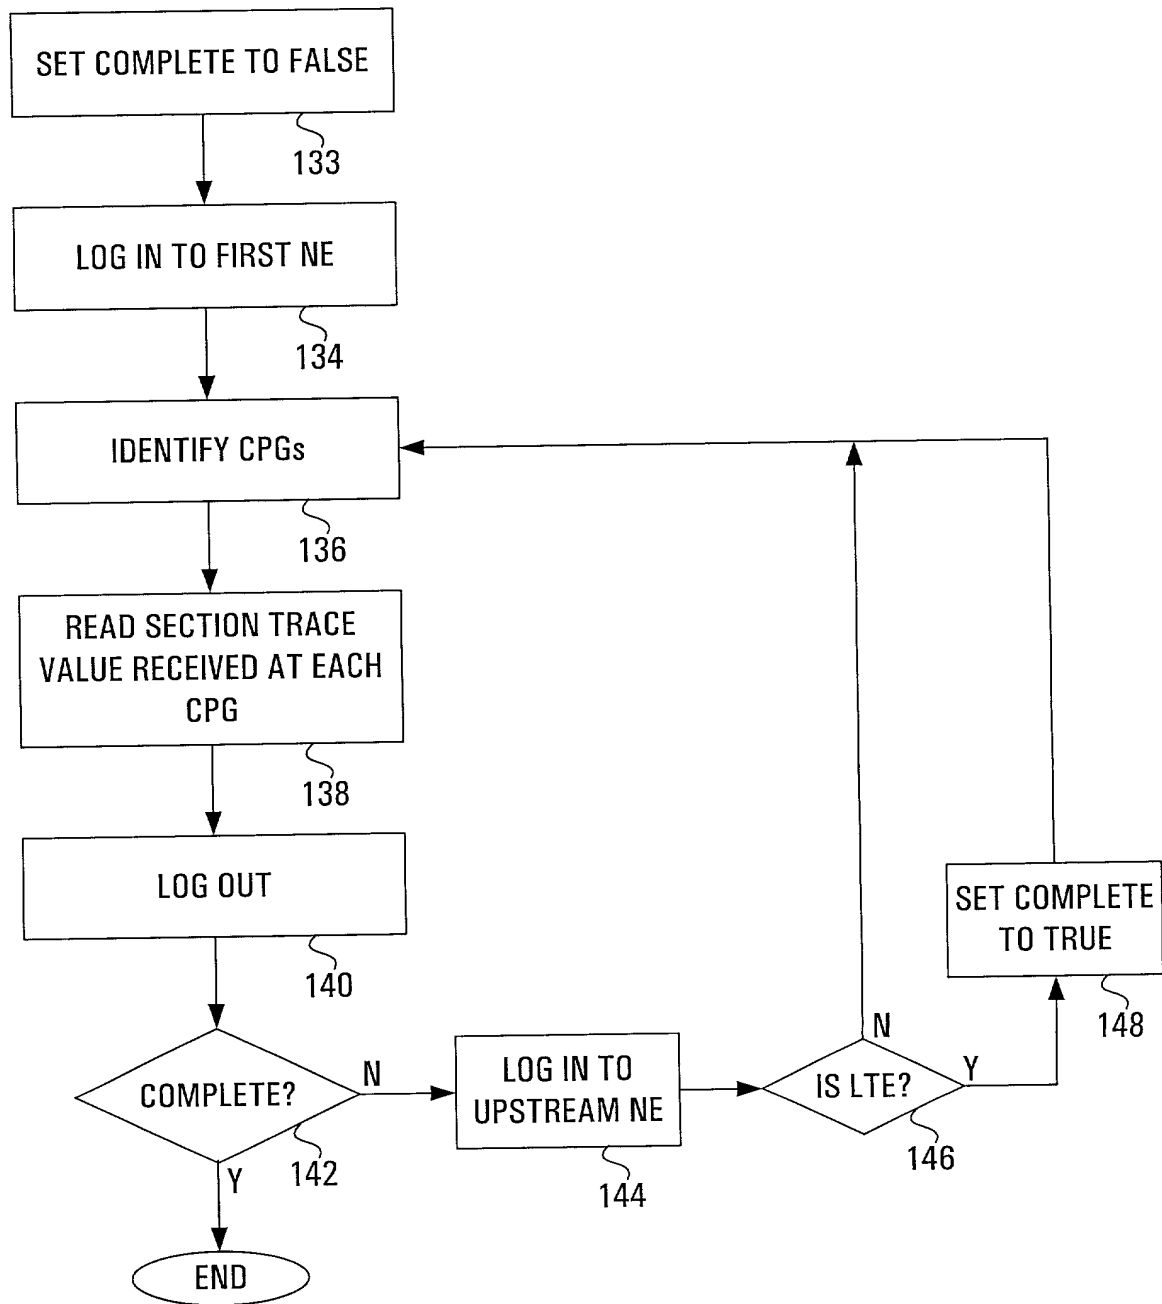 SET COMPLETE TO FALSE
133
LOG IN TO FIRST NE
134
IDENTIFY CPGs
136
READ SECTION TRACE
VALUE RECEIVED AT EACH
CPG
138
LOG OUT
140
COMPLETE?
142
N
Y
LOG IN TO
UPSTREAM NE
144
IS LTE?
146
N
Y
SET COMPLETE
TO TRUE
148
END